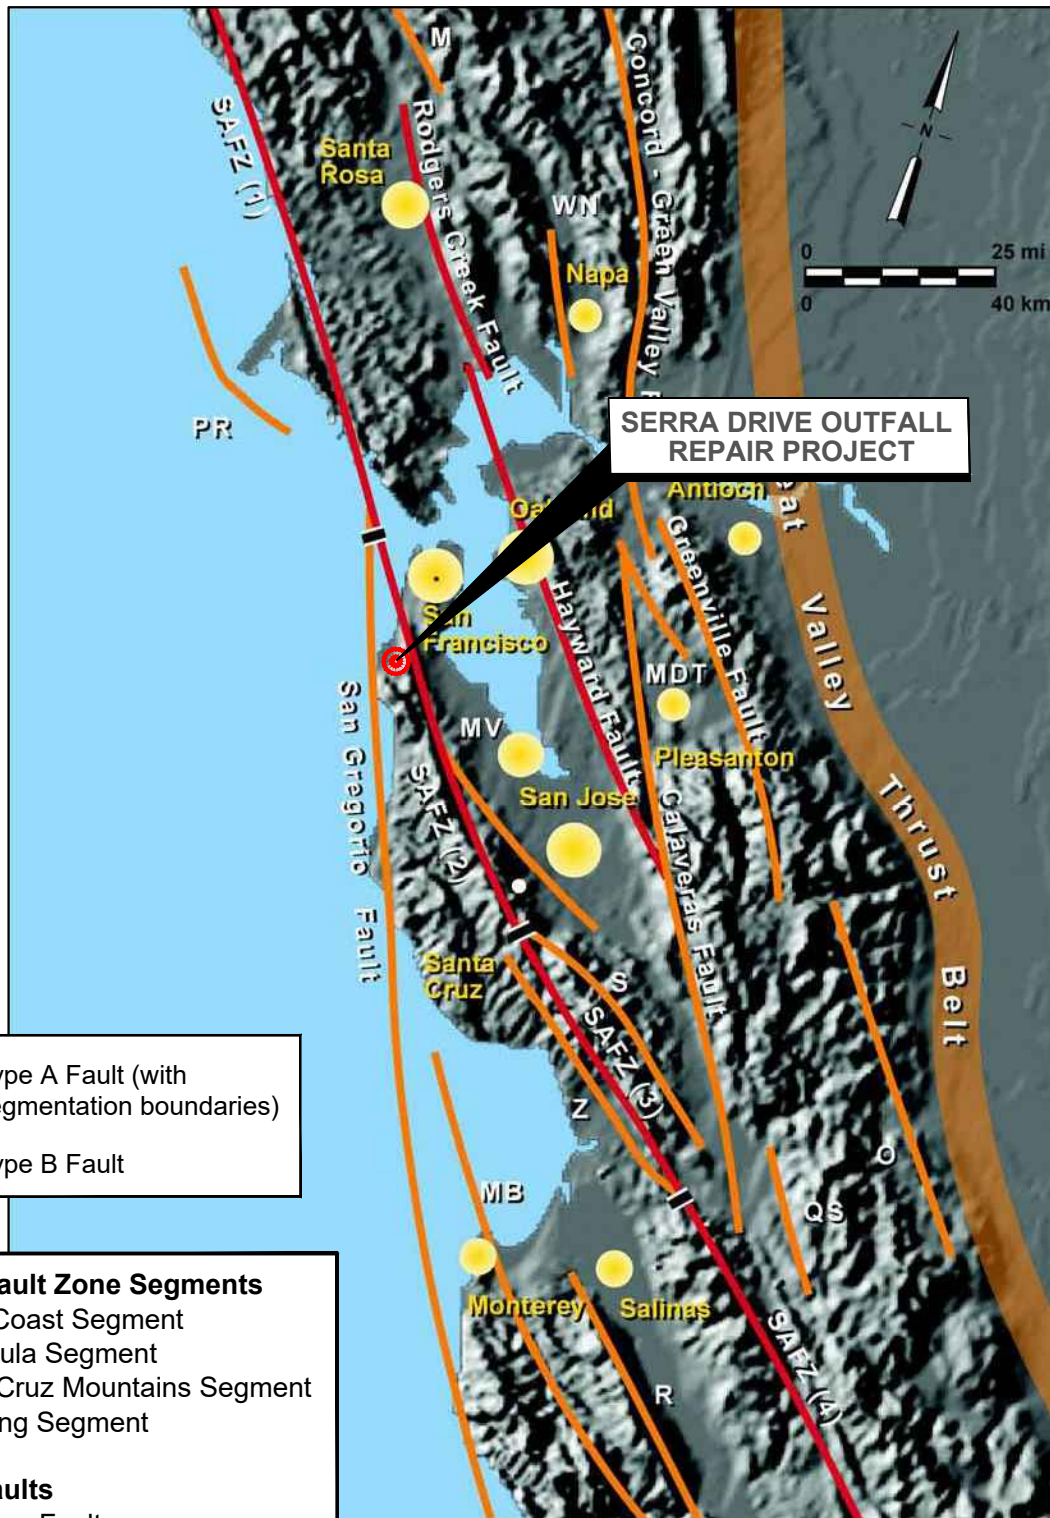 M
Concord - Green Valley F
SAFZ (1)
Rodgers Creek Fault
Santa
Rosa
N
WN
0 25 mi
Napa
0 40 km
PR
SERRA DRIVE OUTFALL
REPAIR PROJECT
Antioch
Valley
Thrust
Belt
Greenville Fault
Hayward Fault
San
Francisco
MDT
San Gregorio Fault
MV
Pleasanton
SAFZ (2)
San Jose
Calaveras Fault
Santa
Cruz
S
SAFZ (3)
ype A Fault (with
egmentation boundaries)
Z
ype B Fault
O
MB
QS
ault Zone Segments
Coast Segment
Monterey
Salinas
ula Segment
SAFZ (4)
Cruz Mountains Segment
R
ng Segment
aults